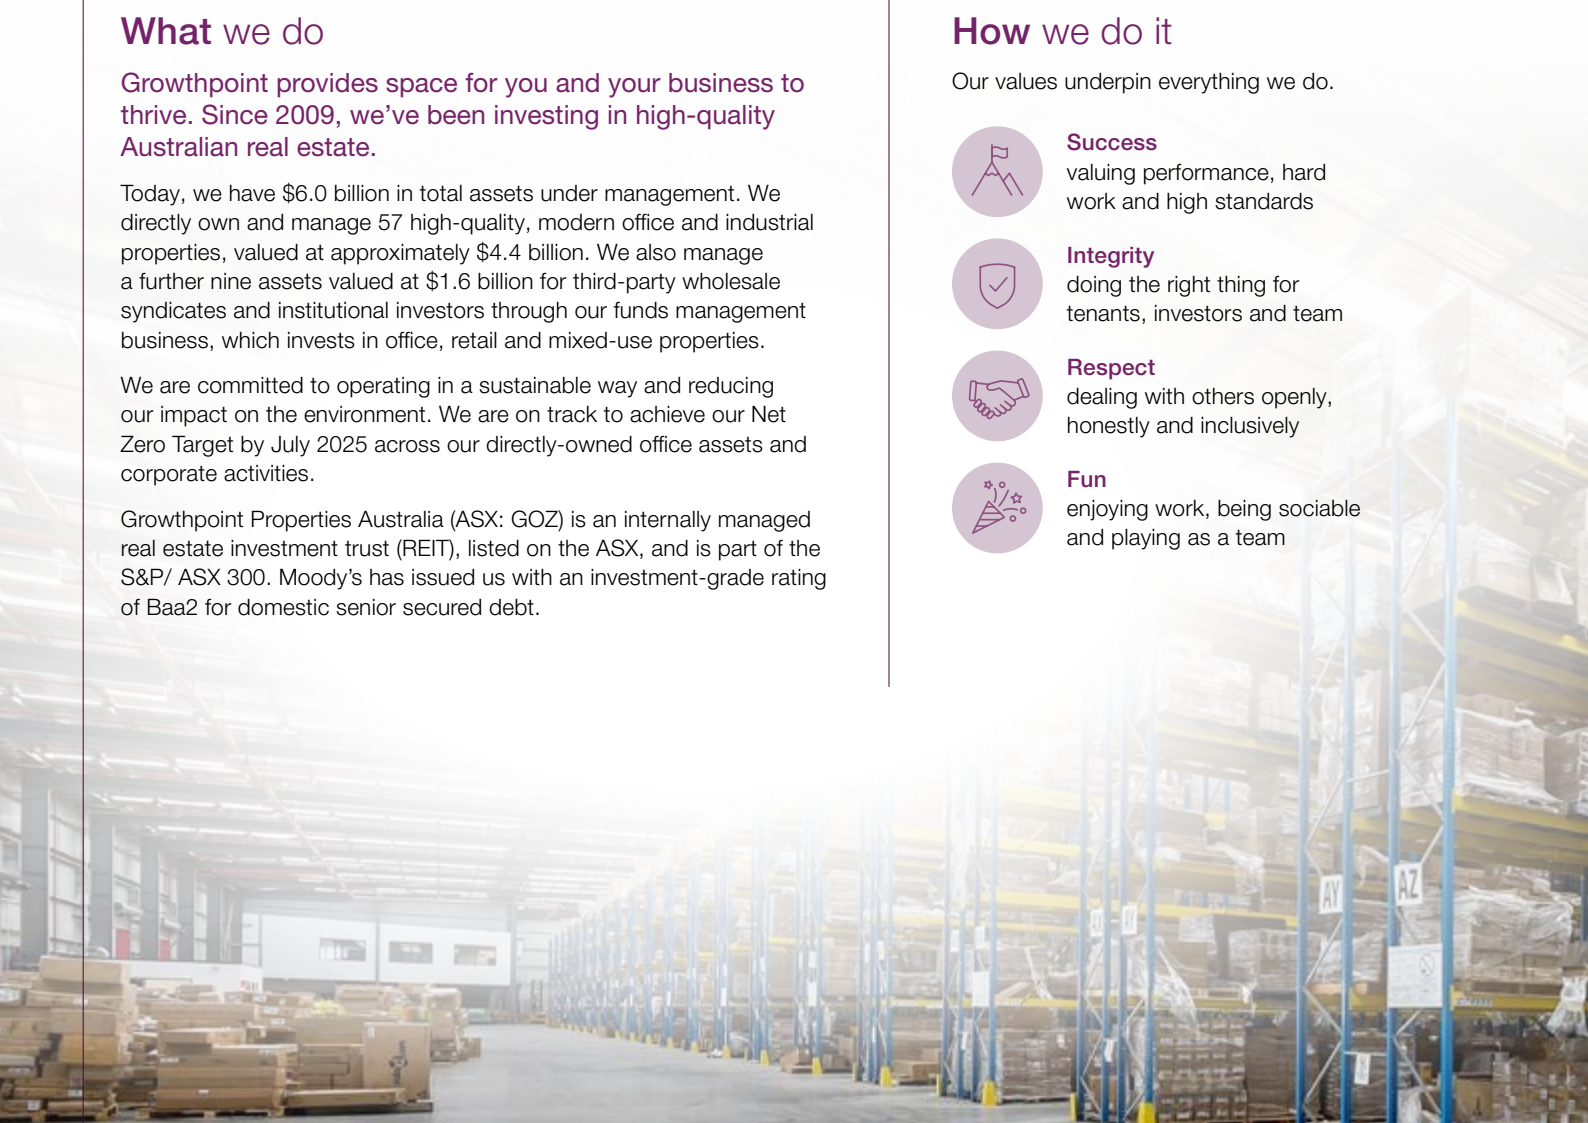 What we do
Growthpoint provides space for you and your business to
thrive. Since 2009, we've been investing in high-quality
Australian real estate.
Today, we have $6.0 billion in total assets under management. We
directly own and manage 57 high-quality, modern office and industrial
properties, valued at approximately $4.4 billion. We also manage
a further nine assets valued at $1.6 billion for third-party wholesale
syndicates and institutional investors through our funds management
business, which invests in office, retail and mixed-use properties.
We are committed to operating in a sustainable way and reducing
our impact on the environment. We are on track to achieve our Net
Zero Target by July 2025 across our directly-owned office assets and
corporate activities.
Growthpoint Properties Australia (ASX: GOZ) is an internally managed
real estate investment trust (REIT), listed on the ASX, and is part of the
S&P/ ASX 300. Moody's has issued us with an investment-grade rating
of Baa2 for domestic senior secured debt.
How we do it
Our values underpin everything we do.
Success
valuing performance, hard
work and high standards
Integrity
doing the right thing for
tenants, investors and team
Respect
dealing with others openly,
honestly and inclusively
Fun
enjoying work, being sociable
and playing as a team
AY
AZ